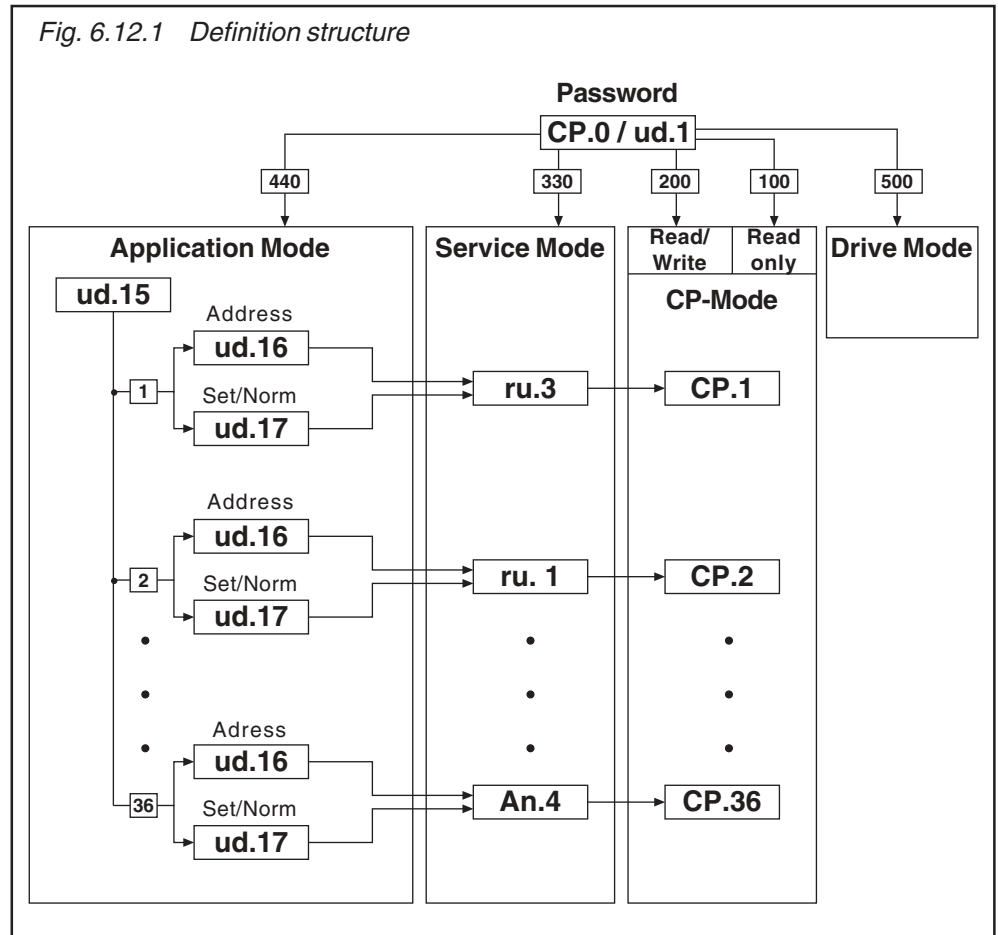 Fig. 6.12.1 Definition structure
Password
CP.0 / ud.1
440
330
200
100
500
Application Mode
Service Mode
Read/
Write
Read
only
CP-Mode
Drive Mode
ud.15
Address
ud.16
1
Set/Norm
ud.17
ru.3
CP.1
Address
ud.16
2
Set/Norm
ud.17
ru. 1
CP.2
Adress
ud.16
36
Set/Norm
ud.17
An.4
CP.36